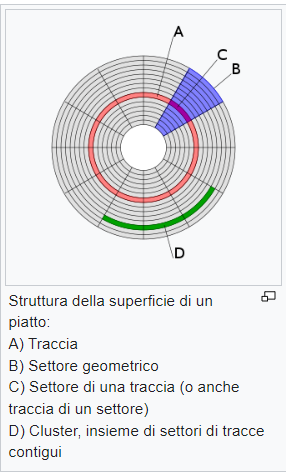 A
C
B
D
Struttura della superficie di un
piatto:
A) Traccia
B) Settore geometrico
C) Settore di una traccia (o anche
traccia di un settore)
D) Cluster, insieme di settori di tracce
contigui